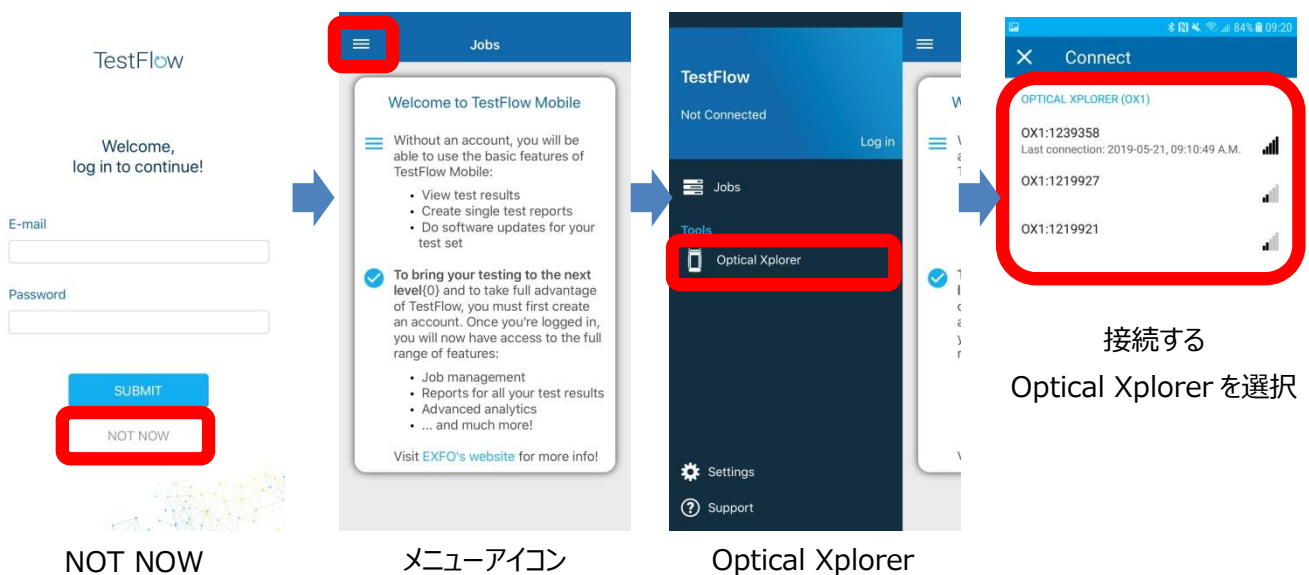 TestFlow
Welcome,
log in to continue!
E-mail
Password
SUBMIT
NOT NOW
NOT NOW
Jobs
Welcome to TestFlow Mobile
Without an account, you will be
able to use the basic features of
TestFlow Mobile:
• View test results
• Create single test reports
• Do software updates for your
test set
To bring your testing to the next
level{0} and to take full advantage
of TestFlow, you must first create
an account. Once you're logged in,
you will now have access to the full
range of features:
• Job management
• Reports for all your test results
• Advanced analytics
• ... and much more!
Visit EXFO's website for more info!
メニューアイコン
TestFlow
Not Connected
Log in
Jobs
Tools
Optical Xplorer
Settings
Support
Optical Xplorer
84% 09:20
Connect
OPTICAL XPLORER (OX1)
OX1:1239358
Last connection: 2019-05-21, 09:10:49 A.M.
OX1:1219927
OX1:1219921
接続する
Optical Xplorer を選択